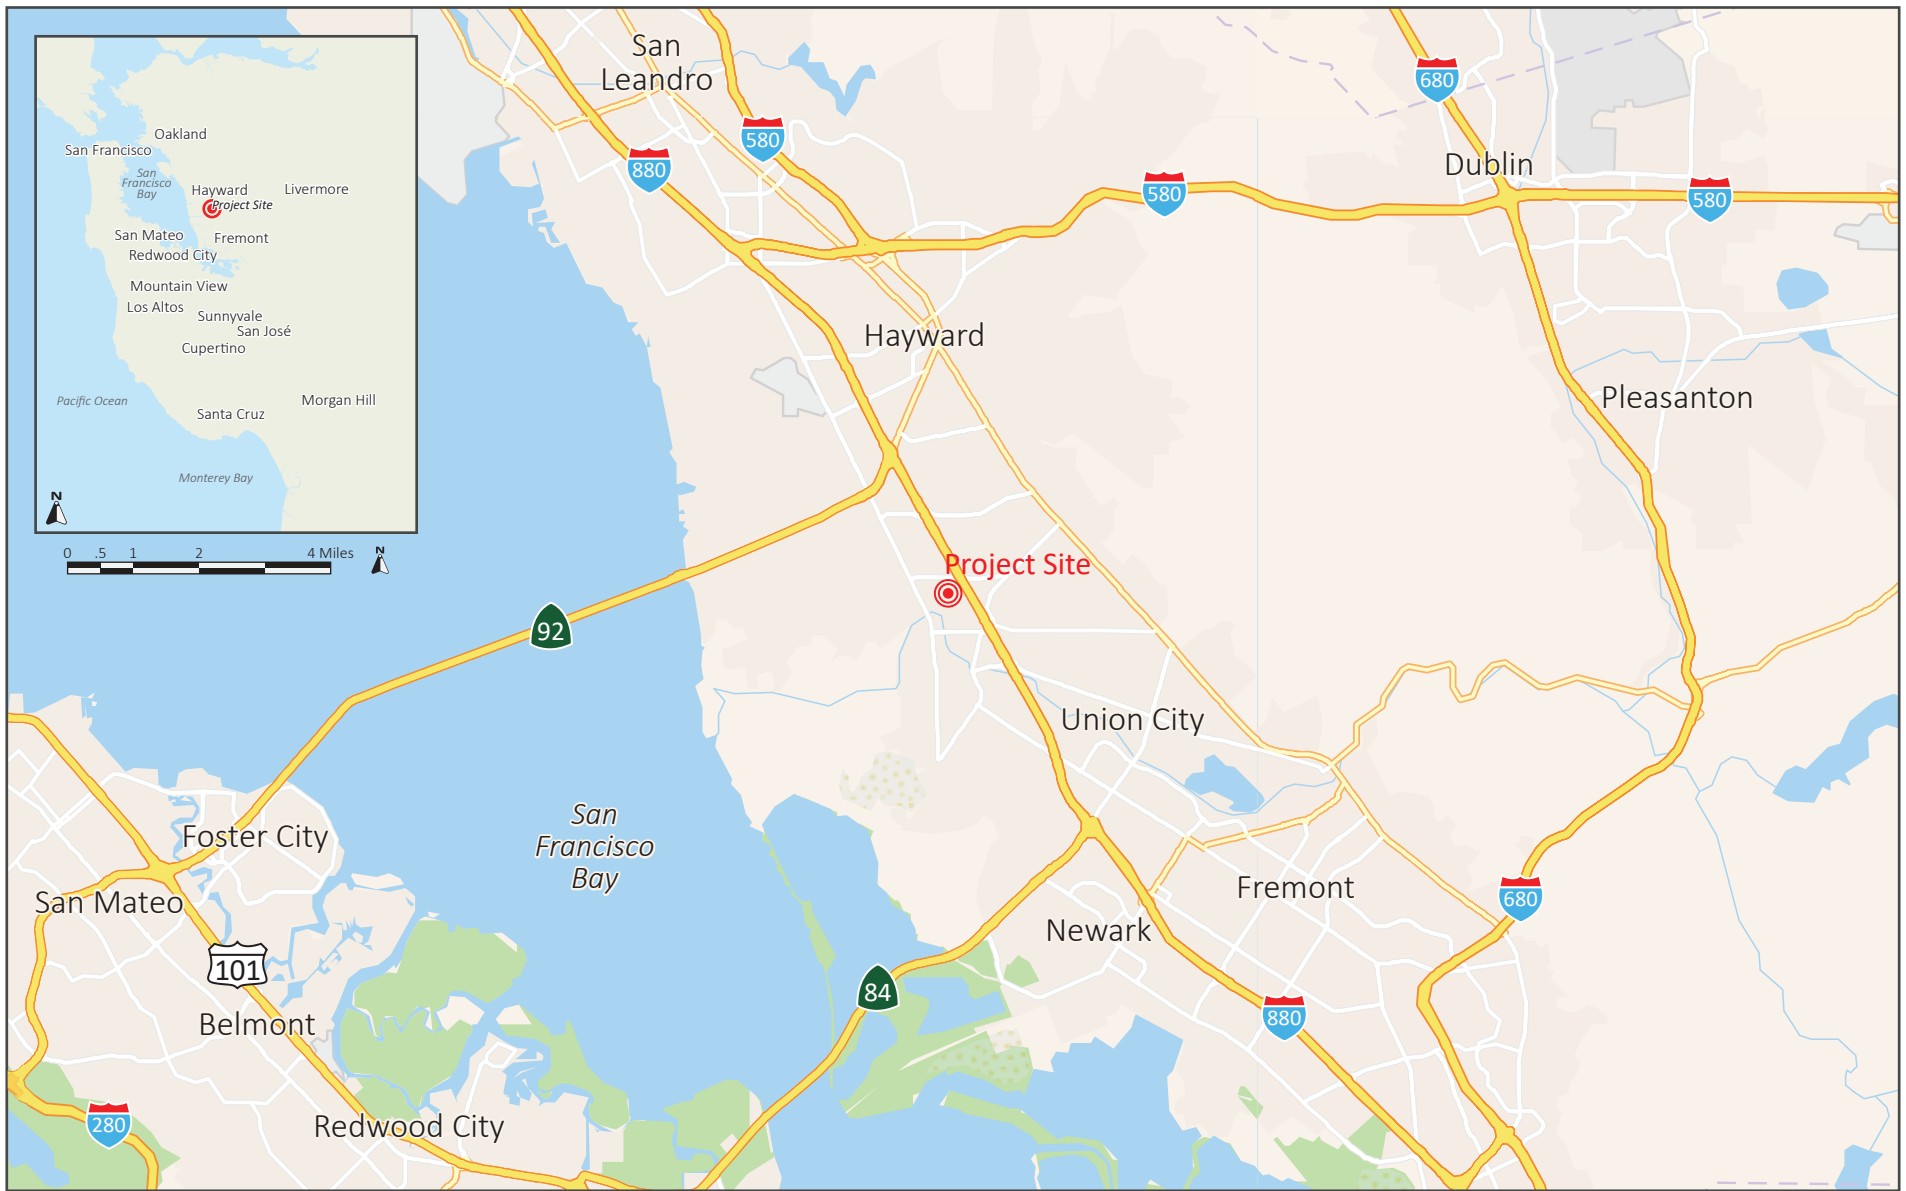 San
Leandro
580
880
680
Dublin
580
580
Hayward
Pleasanton
Project Site
92
Union City
San
Francisco
Bay
Foster City
San Mateo
101
Belmont
Redwood City
280
84
Newark
Fremont
880
680
Oakland
San Francisco
San
Francisco
Bay
Hayward
Livermore
Project Site
San Mateo
Fremont
Redwood City
Mountain View
Los Altos
Sunnyvale
San José
Cupertino
Pacific Ocean
Santa Cruz
Morgan Hill
Monterey Bay
N
0 .5 1 2 4 Miles
N